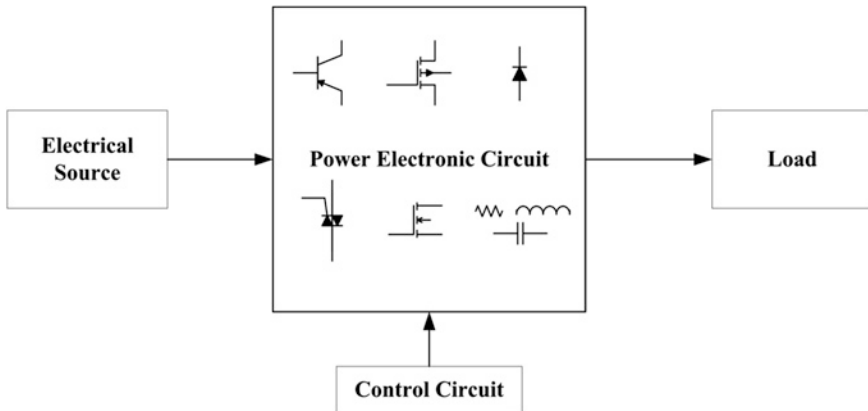 Electrical
Source
Power Electronic Circuit
Load
Control Circuit